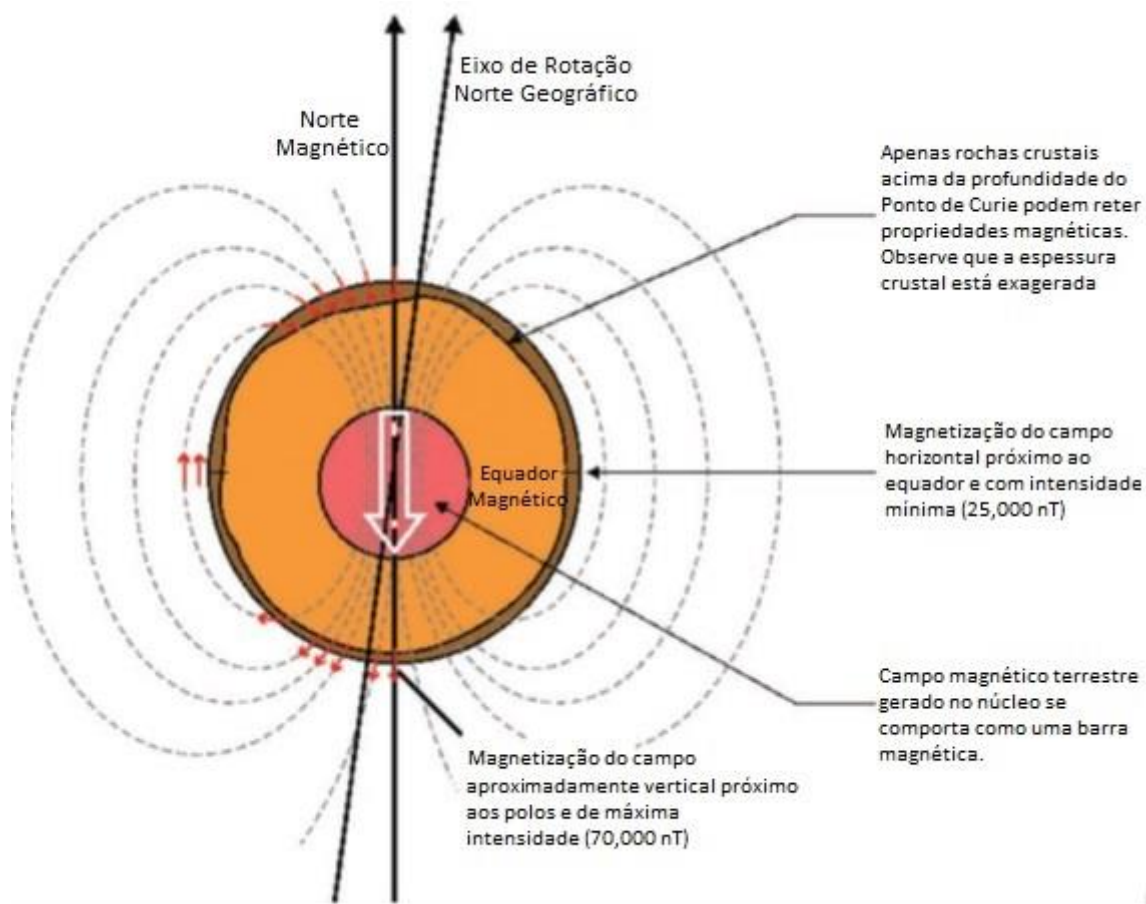 Eixo de Rotação
Norte Geográfico
Norte
Magnético
Apenas rochas crustais
acima da profundidade do
Ponto de Curie podem reter
propriedades magnéticas.
Observe que a espessura
crustal está exagerada
Equador
Magnético
Magnetização do campo
horizontal próximo ao
equador e com intensidade
mínima (25,000 nT)
Campo magnético terrestre
gerado no núcleo se
comporta como uma barra
magnética.
Magnetização do campo
aproximadamente vertical próximo
aos polos e de máxima
intensidade (70,000 nT)